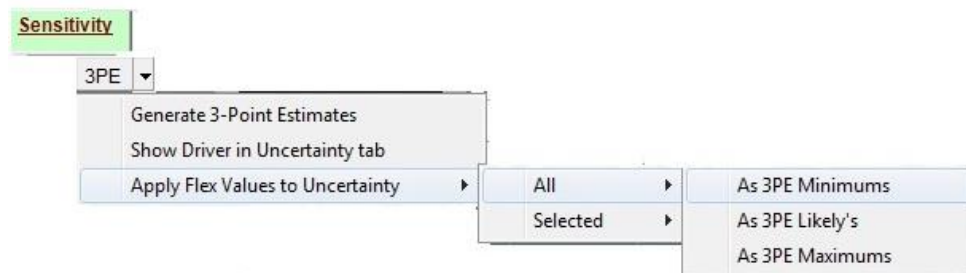 Sensitivity
3PE
Generate 3-Point Estimates
Show Driver in Uncertainty tab
Apply Flex Values to Uncertainty
All
As 3PE Minimums
Selected
As 3PE Likely's
As 3PE Maximums